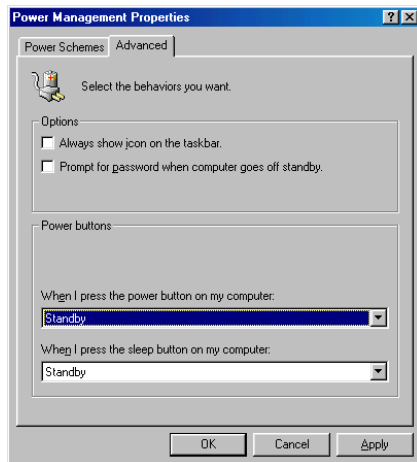 Power Management Properties
Power Schemes Advanced
Select the behaviors you want.
Options
Always show icon on the taskbar.
Prompt for password when computer goes off standby.
Power buttons
When I press the power button on my computer:
Standby
When I press the sleep button on my computer:
Standby
OK Cancel Apply